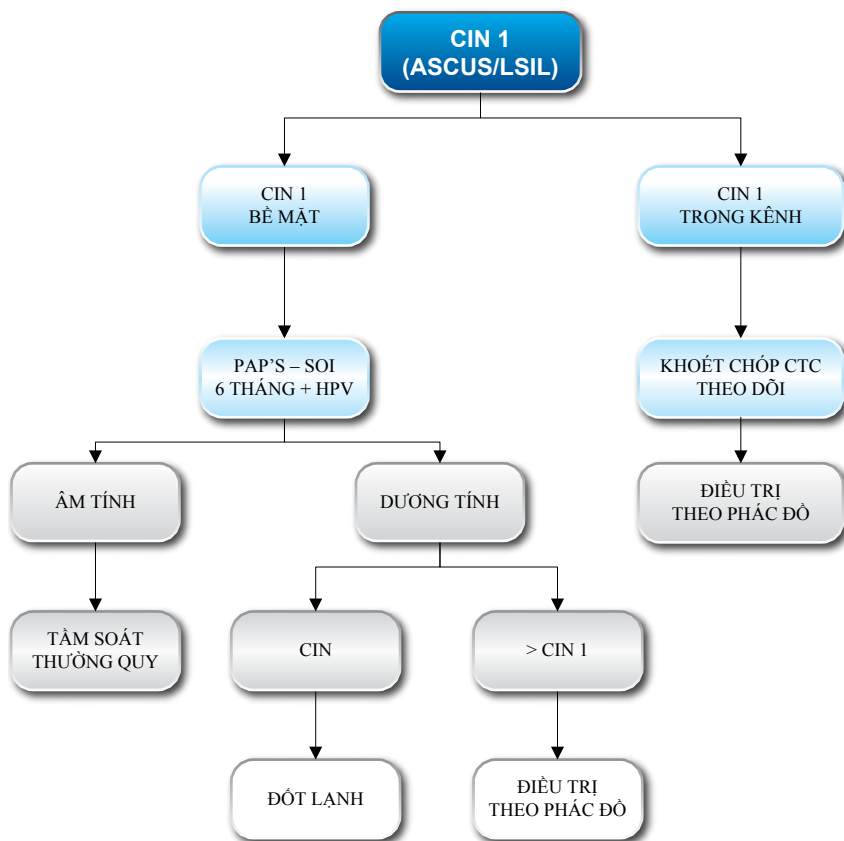 CIN 1
(ASCUS/LSIL)
CIN 1
BỀ MẶT
CIN 1
TRONG KÊNH
PAP'S – SOI
6 THÁNG + HPV
KHOÉT CHÓP CTC
THEO DÕI
ÂM TÍNH
DƯƠNG TÍNH
ĐIỀU TRỊ
THEO PHÁC ĐỒ
TẦM SOÁT
THƯỜNG QUY
CIN
> CIN 1
ĐỐT LẠNH
ĐIỀU TRỊ
THEO PHÁC ĐỒ